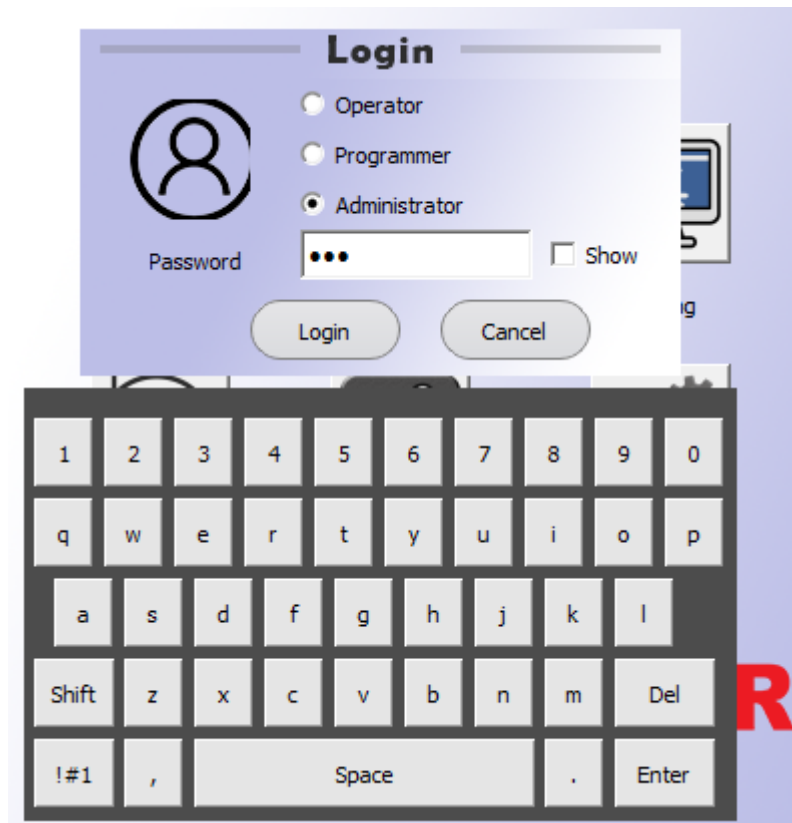 Login
Operator
Programmer
Administrator
Password ••• Show
Login Cancel
1 2 3 4 5 6 7 8 9 0
q w e r t y u i o p
a s d f g h j k l
Shift z x c v b n m Del
!#1 , Space . Enter